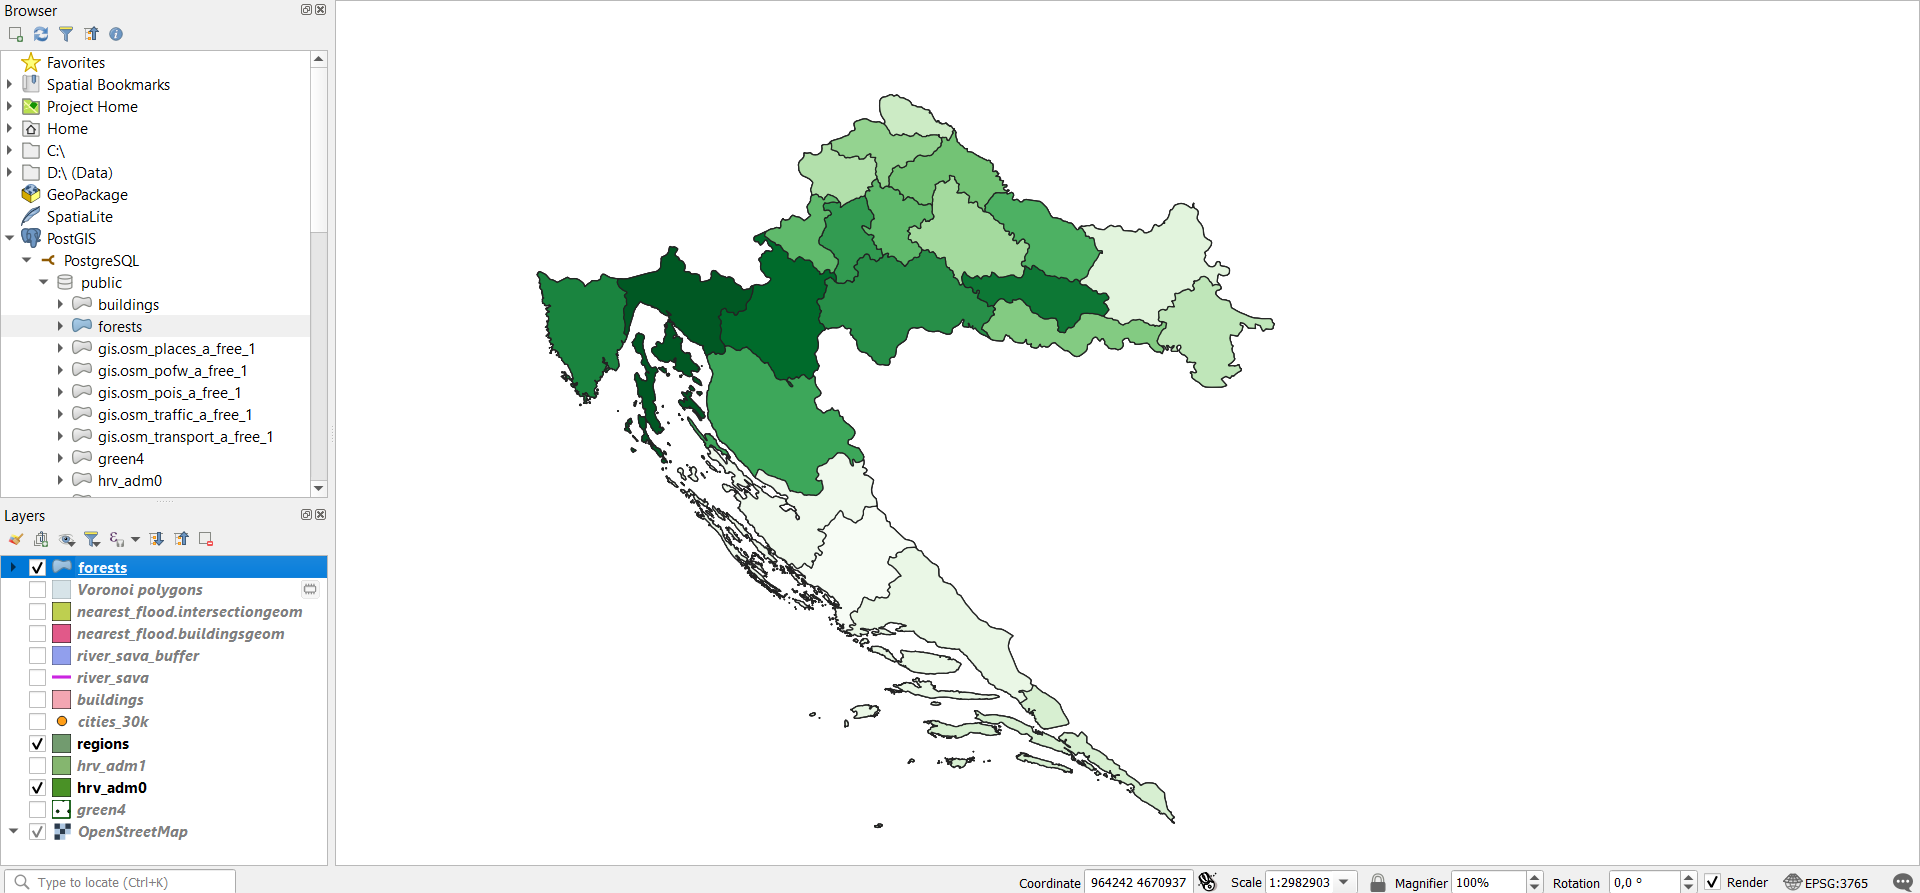 Browser
Favorites
Spatial Bookmarks
Project Home
Home
C:\
D:\ (Data)
GeoPackage
SpatiaLite
PostGIS
PostgreSQL
public
buildings
forests
gis.osm_places_a_free_1
gis.osm_pofw_a_free_1
gis.osm_pois_a_free_1
gis.osm_traffic_a_free_1
gis.osm_transport_a_free_1
green4
hrv_adm0
Layers
forests
Voronoi polygons
nearest_flood.intersectiongeom
nearest_flood.buildingsgeom
river_sava_buffer
river_sava
buildings
cities_30k
regions
hrv_adm1
hrv_adm0
green4
OpenStreetMap
Type to locate (Ctrl+K)
Coordinate 964242 4670937 Scale 1:2982903 Magnifier 100% Rotation 0,0 ° Render EPSG:3765